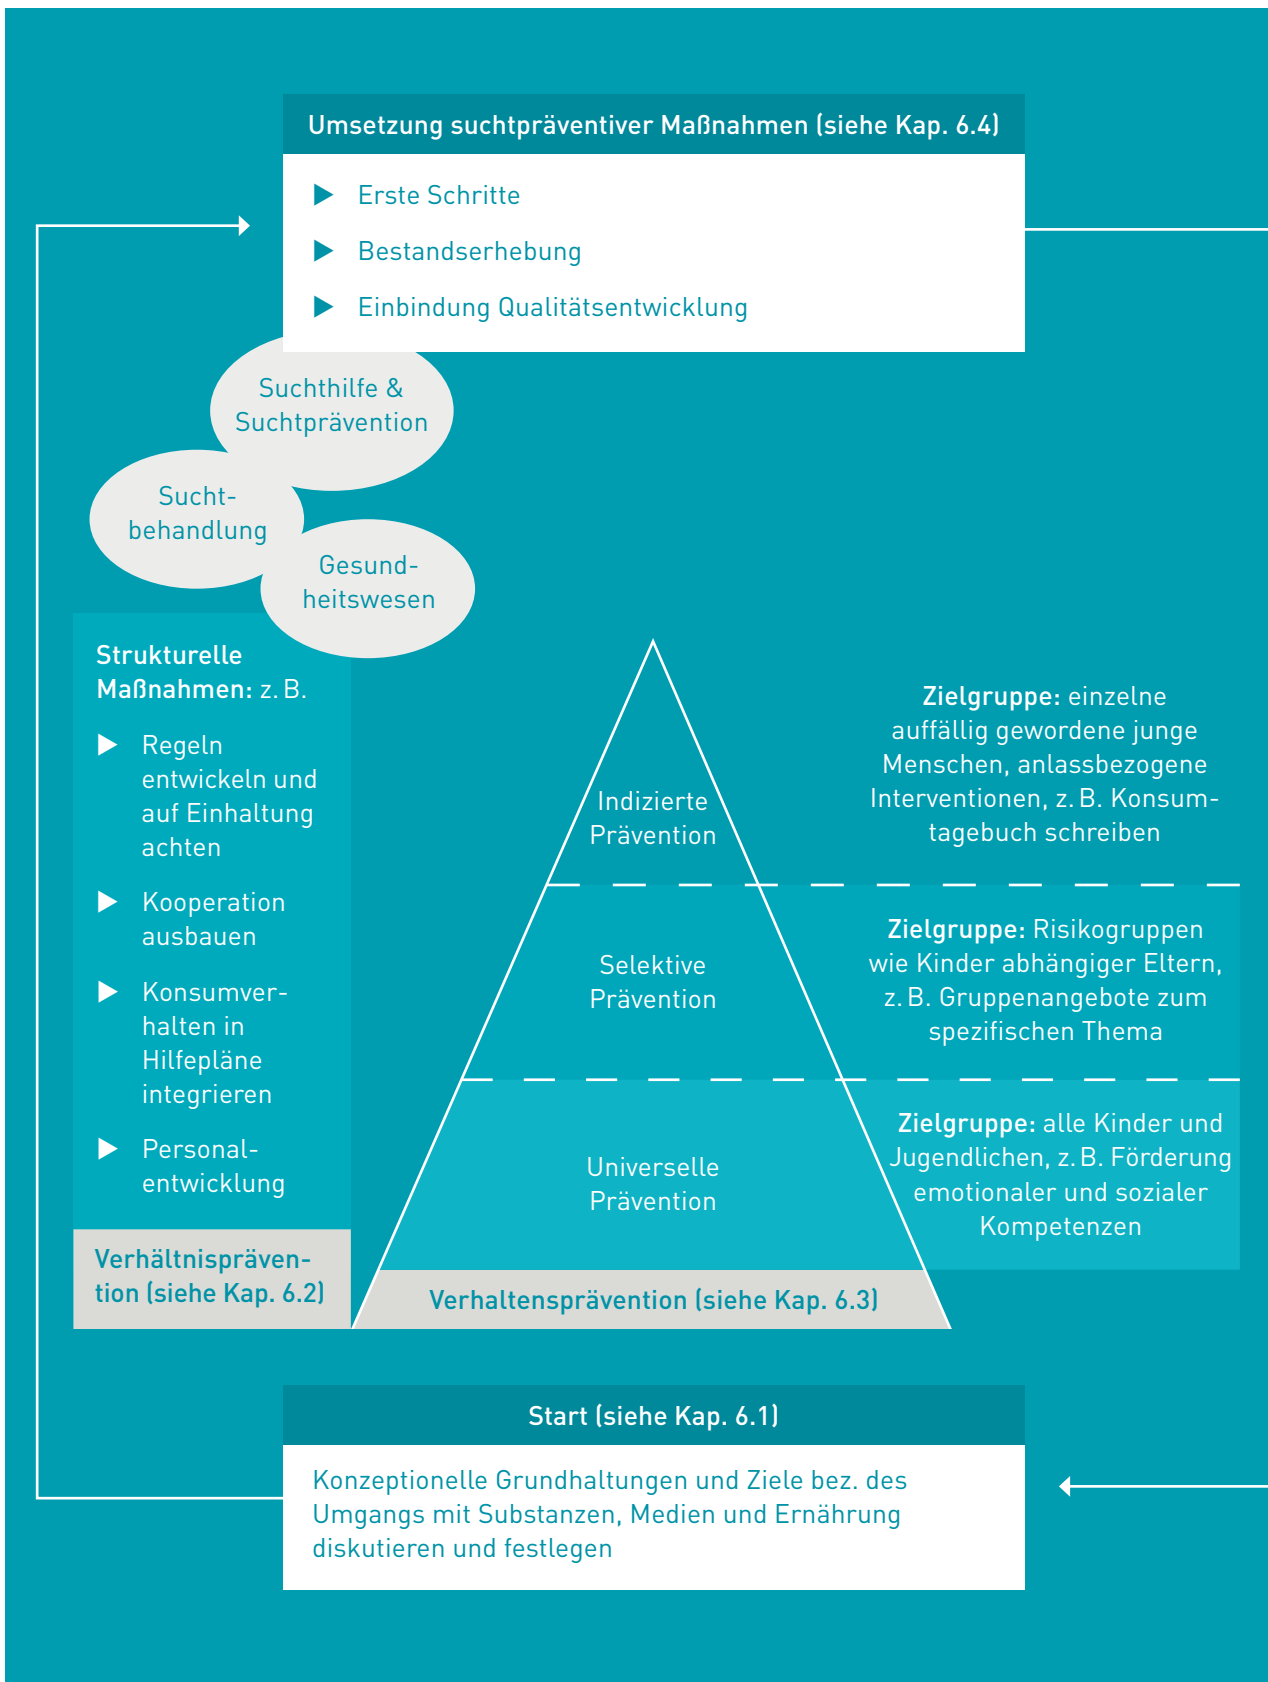 Umsetzung suchtpräventiver Maßnahmen (siehe Kap. 6.4)
Erste Schritte
Bestandserhebung
Einbindung Qualitätsentwicklung
Suchthilfe &
Suchtprävention
Sucht-
behandlung
Gesund-
heitswesen
Strukturelle
Maßnahmen: z. B.
Regeln
entwickeln und
auf Einhaltung
achten
Kooperation
ausbauen
Konsumver-
halten in
Hilfepläne
integrieren
Personal-
entwicklung
Verhältnispräven-
tion (siehe Kap. 6.2)
Indizierte
Prävention
Zielgruppe: einzelne
auffällig gewordene junge
Menschen, anlassbezogene
Interventionen, z. B. Konsum-
tagebuch schreiben
Selektive
Prävention
Zielgruppe: Risikogruppen
wie Kinder abhängiger Eltern,
z. B. Gruppenangebote zum
spezifischen Thema
Universelle
Prävention
Zielgruppe: alle Kinder und
Jugendlichen, z. B. Förderung
emotionaler und sozialer
Kompetenzen
Verhaltensprävention (siehe Kap. 6.3)
Start (siehe Kap. 6.1)
Konzeptionelle Grundhaltungen und Ziele bez. des
Umgangs mit Substanzen, Medien und Ernährung
diskutieren und festlegen